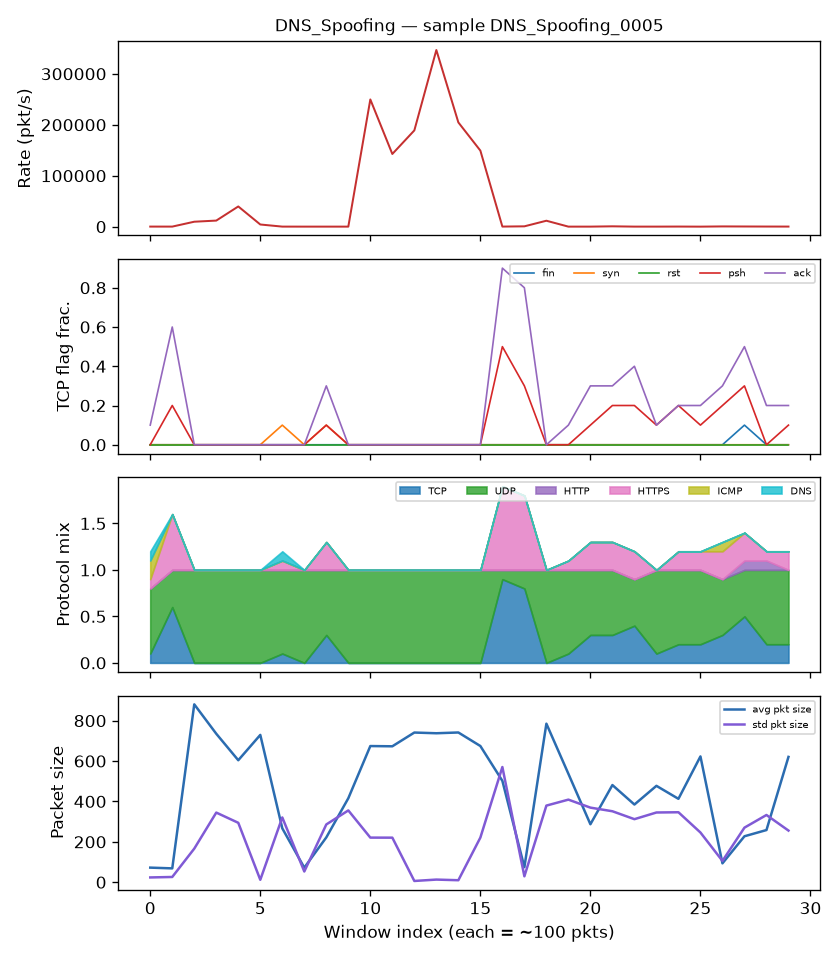 DNS_Spoofing — sample DNS_Spoofing_0005
300000
200000
100000
0
Rate (pkt/s)
fin syn rst psh ack
0.8
0.6
0.4
0.2
0.0
TCP flag frac.
TCP UDP HTTP HTTPS ICMP DNS
1.5
1.0
0.5
0.0
Protocol mix
avg pkt size
std pkt size
800
600
400
200
0
Packet size
0 5 10 15 20 25 30
Window index (each = ~100 pkts)